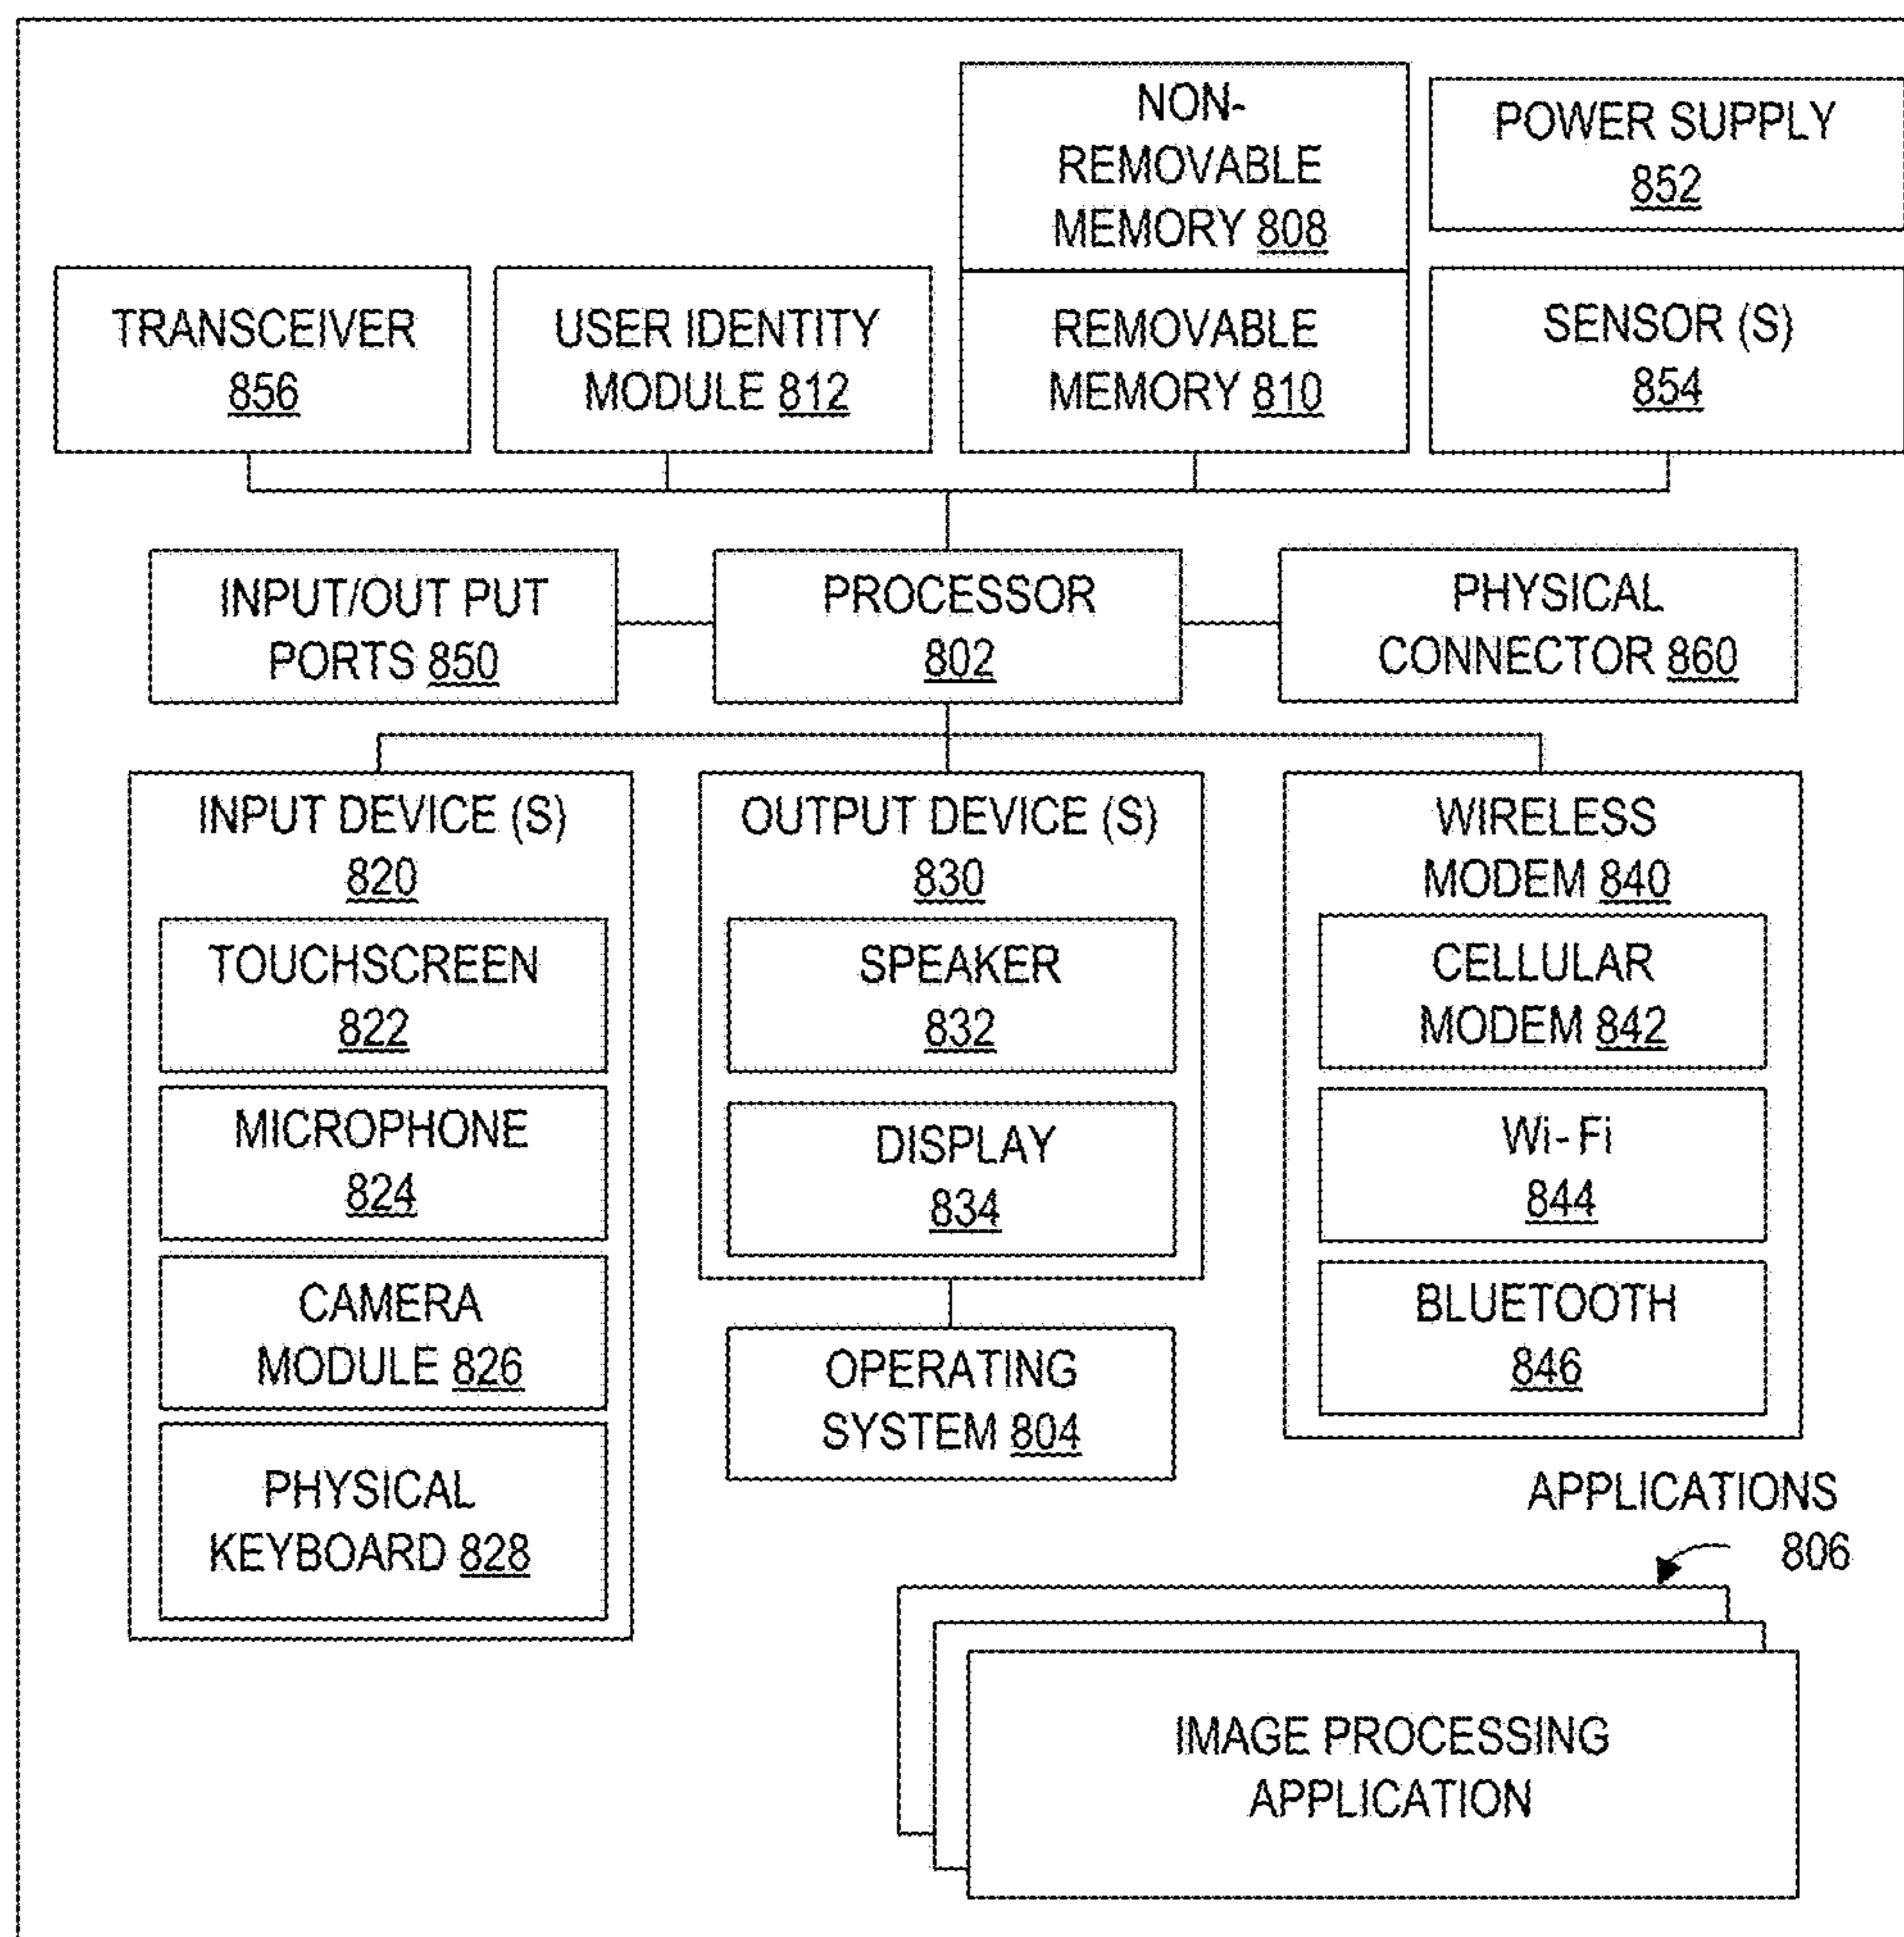 NON-
REMOVABLE
MEMORY 808
POWER SUPPLY
852
TRANSCEIVER
856
USER IDENTITY
MODULE 812
REMOVABLE
MEMORY 810
SENSOR (S)
854
INPUT/OUT PUT
PORTS 850
PROCESSOR
802
PHYSICAL
CONNECTOR 860
INPUT DEVICE (S)
820
TOUCHSCREEN
822
MICROPHONE
824
CAMERA
MODULE 826
PHYSICAL
KEYBOARD 828
OUTPUT DEVICE (S)
830
SPEAKER
832
DISPLAY
834
OPERATING
SYSTEM 804
WIRELESS
MODEM 840
CELLULAR
MODEM 842
Wi-Fi
844
BLUETOOTH
846
APPLICATIONS
806
IMAGE PROCESSING
APPLICATION